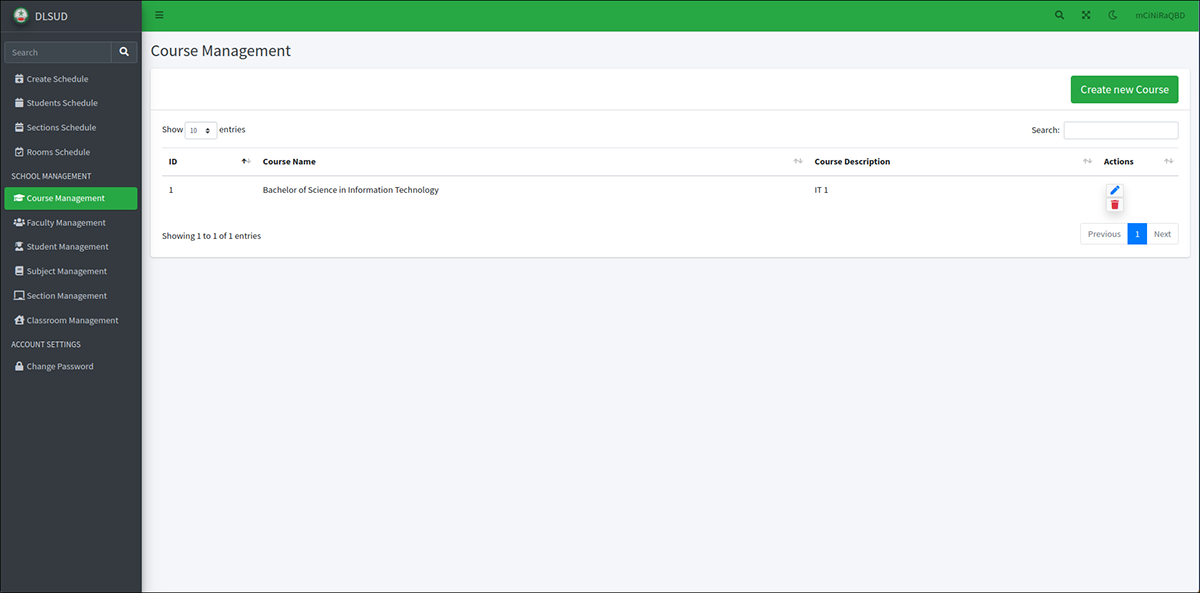 DLSUD
mCiNiRaQBD
Search
Create Schedule
Students Schedule
Sections Schedule
Rooms Schedule
SCHOOL MANAGEMENT
Course Management
Faculty Management
Student Management
Subject Management
Section Management
Classroom Management
ACCOUNT SETTINGS
Change Password
Course Management
Create new Course
Show 10 entries
Search:
ID Course Name Course Description Actions
1 Bachelor of Science in Information Technology IT 1
Showing 1 to 1 of 1 entries
Previous 1 Next